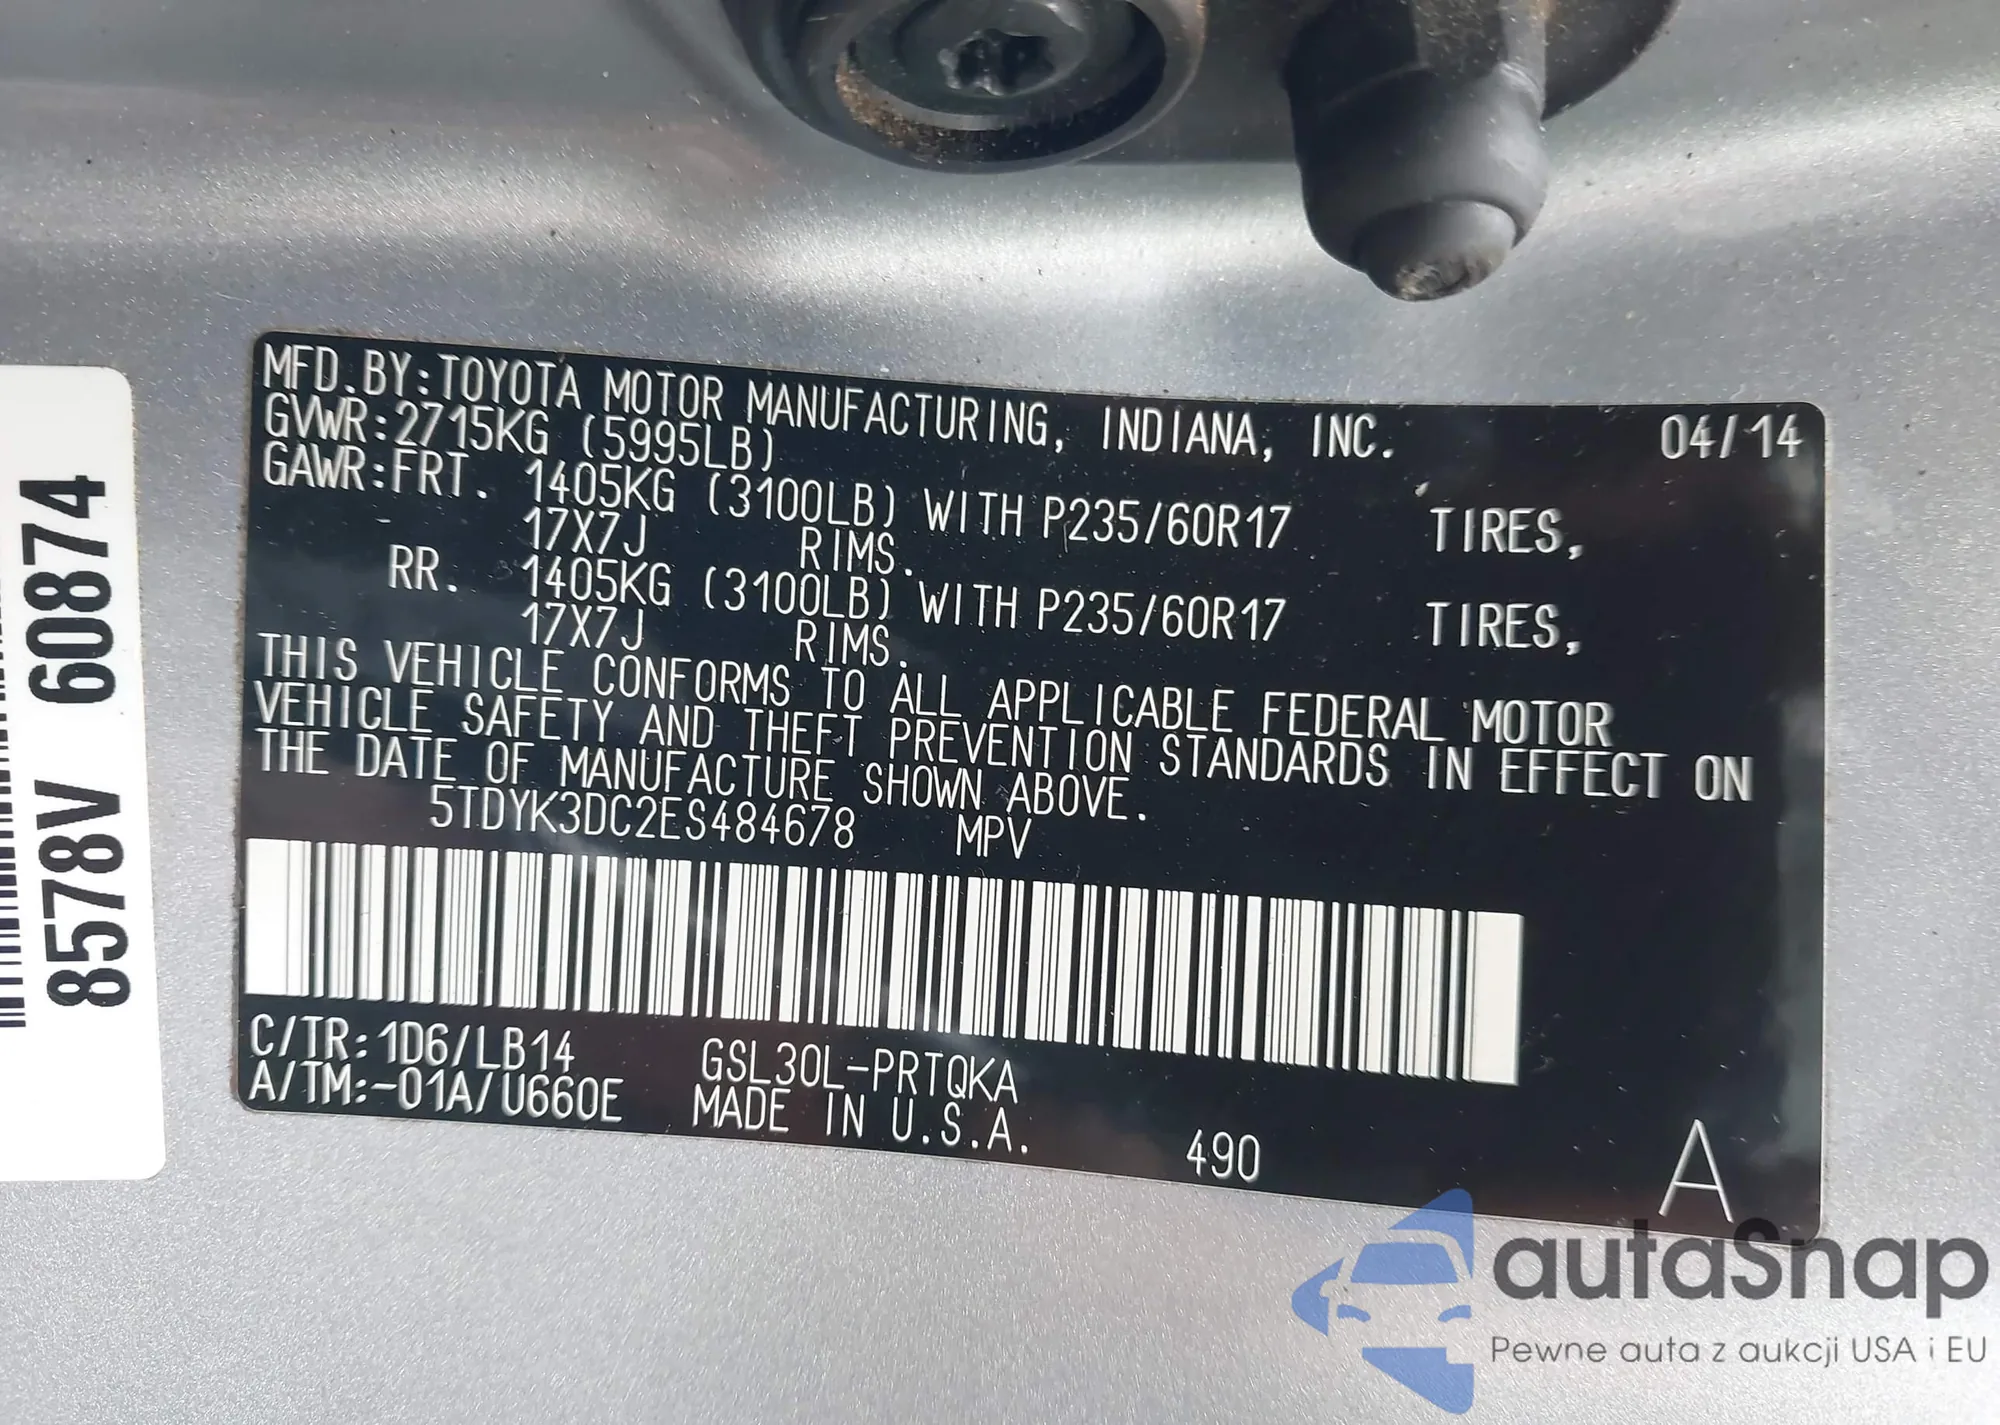 MFD.BY:TOYOTA MOTOR MANUFACTURING, INDIANA, INC. 04/14
GVWR:2715KG (5995LB)
GAWR:FRT. 1405KG (3100LB) WITH P235/60R17 TIRES,
17X7J RIMS.
RR. 1405KG (3100LB) WITH P235/60R17 TIRES,
17X7J RIMS.
THIS VEHICLE CONFORMS TO ALL APPLICABLE FEDERAL MOTOR
VEHICLE SAFETY AND THEFT PREVENTION STANDARDS IN EFFECT ON
THE DATE OF MANUFACTURE SHOWN ABOVE.
5TDYK3DC2ES484678 MPV
C/TR:1D6/LB14 GSL30L-PRTQKA
A/TM:-01A/U660E MADE IN U.S.A.
490
A
8578V 60874
autaSnap
Pewne auta z aukcji USA i EU